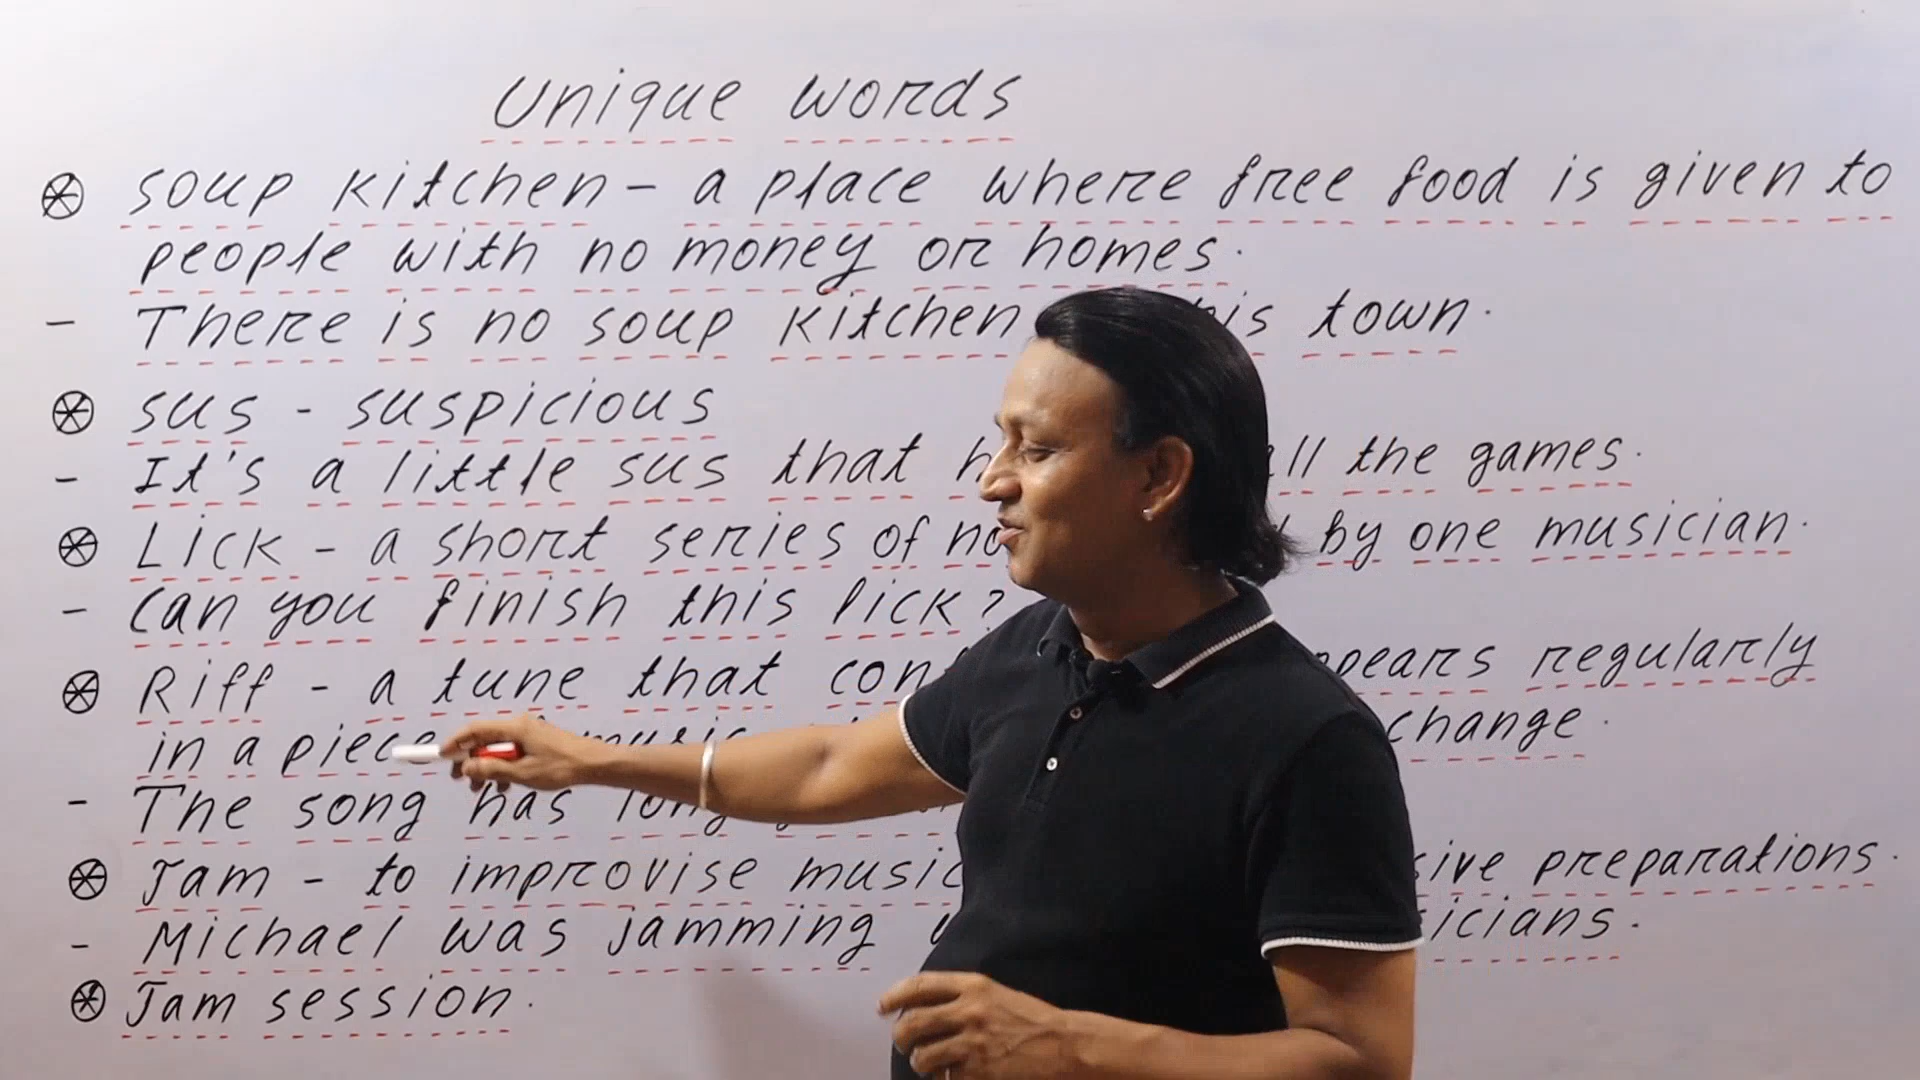 Unique words
soup kitchen - a place where free food is given to
people with no money or homes.
- There is no soup kitchen town.
sus - suspicious
- It's a little sus that the games.
Lick - a short series of by one musician.
- Can you finish this lick?
Riff - a tune that regularly
in a piece music change.
- The song has
Jam - to improvise music preparations.
- Michael was jamming
Jam session.